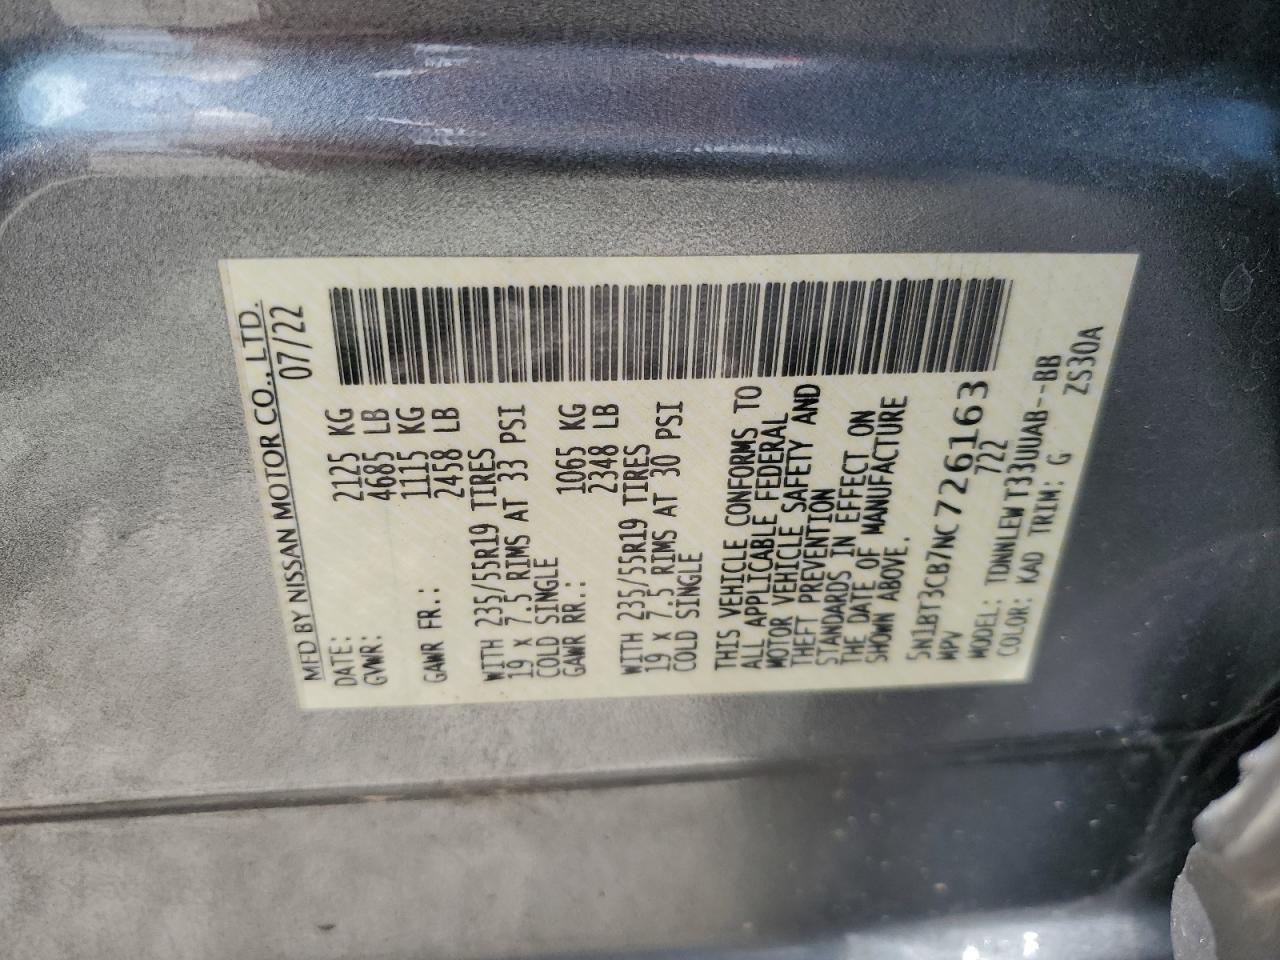 MFD BY NISSAN MOTOR CO., LTD.
DATE: 07/22
GVWR: 2125 KG
4685 LB
GAWR FR.: 1115 KG
2458 LB
WITH 235/55R19 TIRES
19 X 7.5 RIMS AT 33 PSI
COLD SINGLE
GAWR RR.: 1065 KG
2348 LB
WITH 235/55R19 TIRES
19 X 7.5 RIMS AT 30 PSI
COLD SINGLE
THIS VEHICLE CONFORMS TO
ALL APPLICABLE FEDERAL
MOTOR VEHICLE SAFETY AND
THEFT PREVENTION
STANDARDS IN EFFECT ON
THE DATE OF MANUFACTURE
SHOWN ABOVE.
5N1BT3CB7NC726163
MPV 722
MODEL: TDNNLEWT33UUAB--BB
COLOR: KAD TRIM: G ZS30A